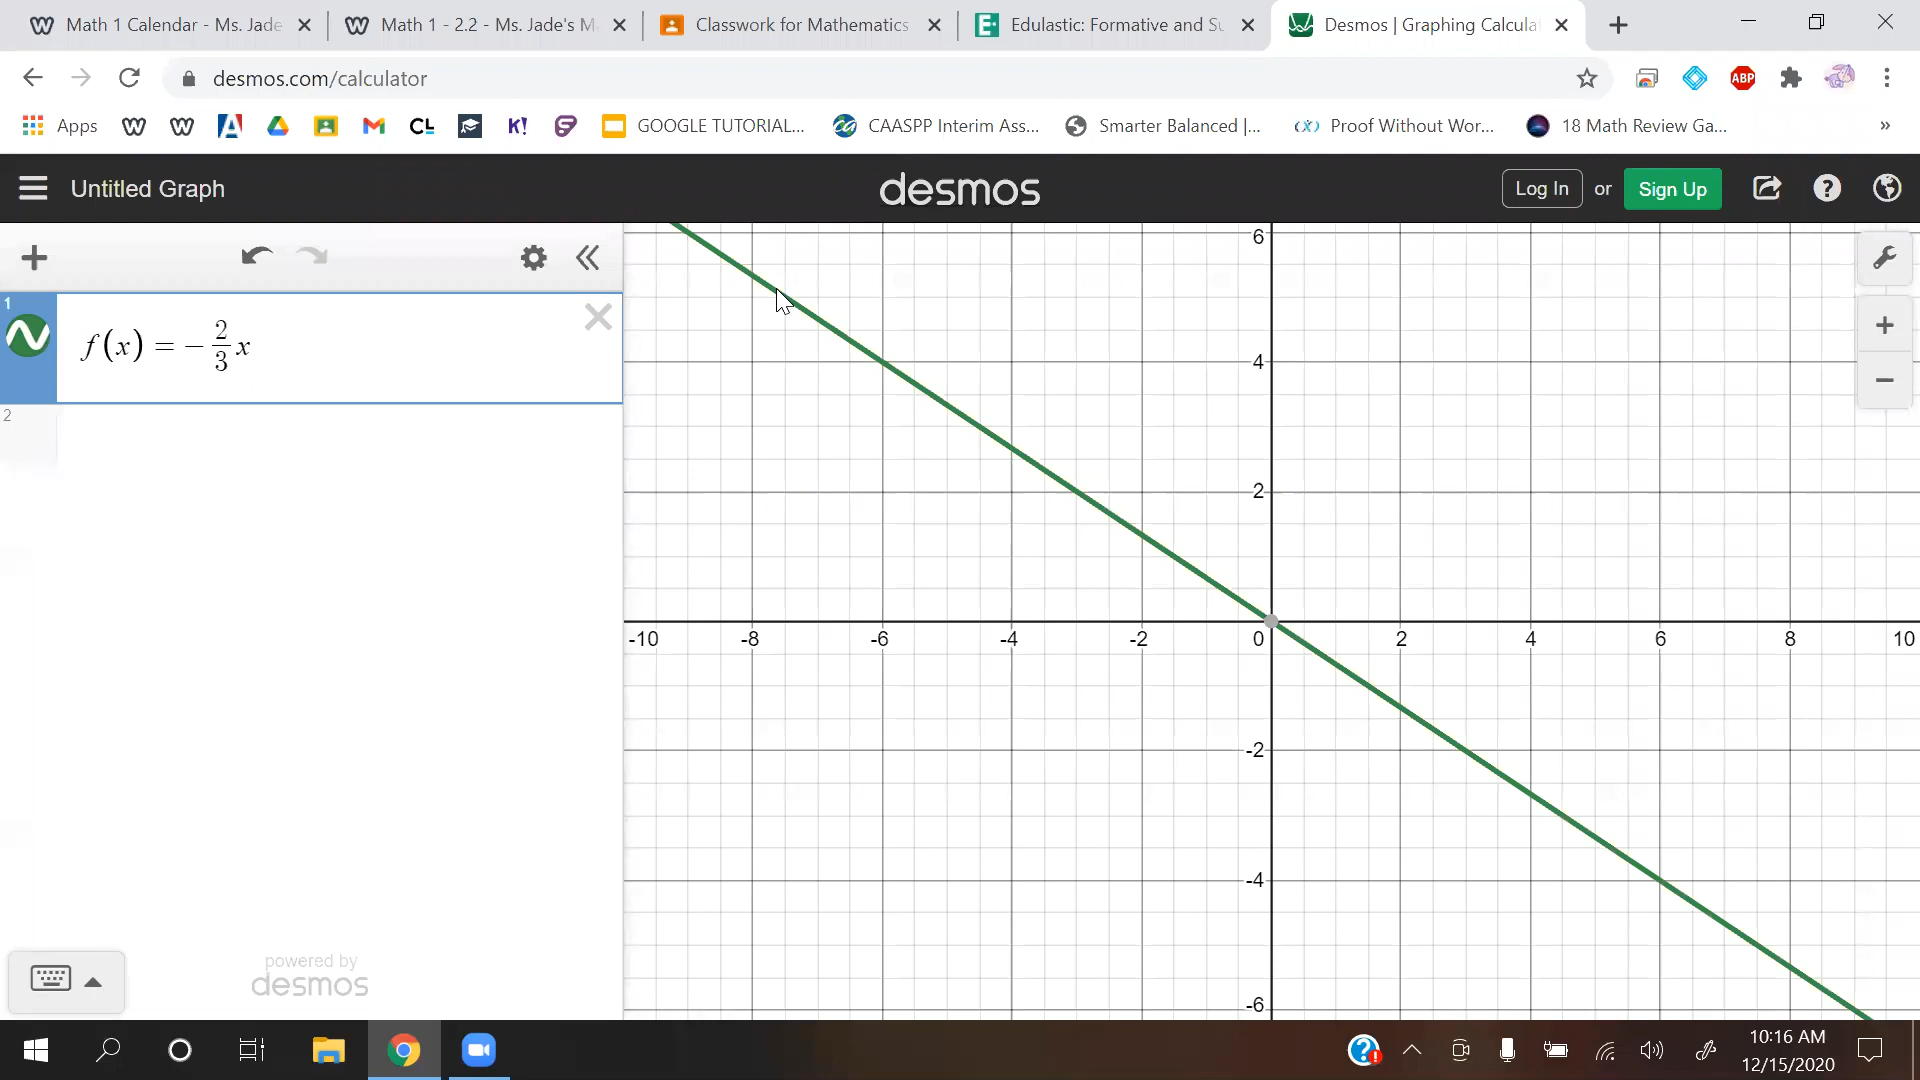 Math 1 Calendar - Ms. Jade
Math 1 - 2.2 - Ms. Jade's M
Classwork for Mathematics
Edulastic: Formative and Su
Desmos | Graphing Calcula
desmos.com/calculator
ABP
Apps
CL
K!
GOOGLE TUTORIAL...
CAASPP Interim Ass...
Smarter Balanced |...
Proof Without Wor...
18 Math Review Ga...
»
Untitled Graph
desmos
Log In
or
Sign Up
1
f(x) = -2/3 x
2
6
4
2
-10 -8 -6 -4 -2 0 2 4 6 8 10
-2
-4
-6
powered by
desmos
10:16 AM
12/15/2020